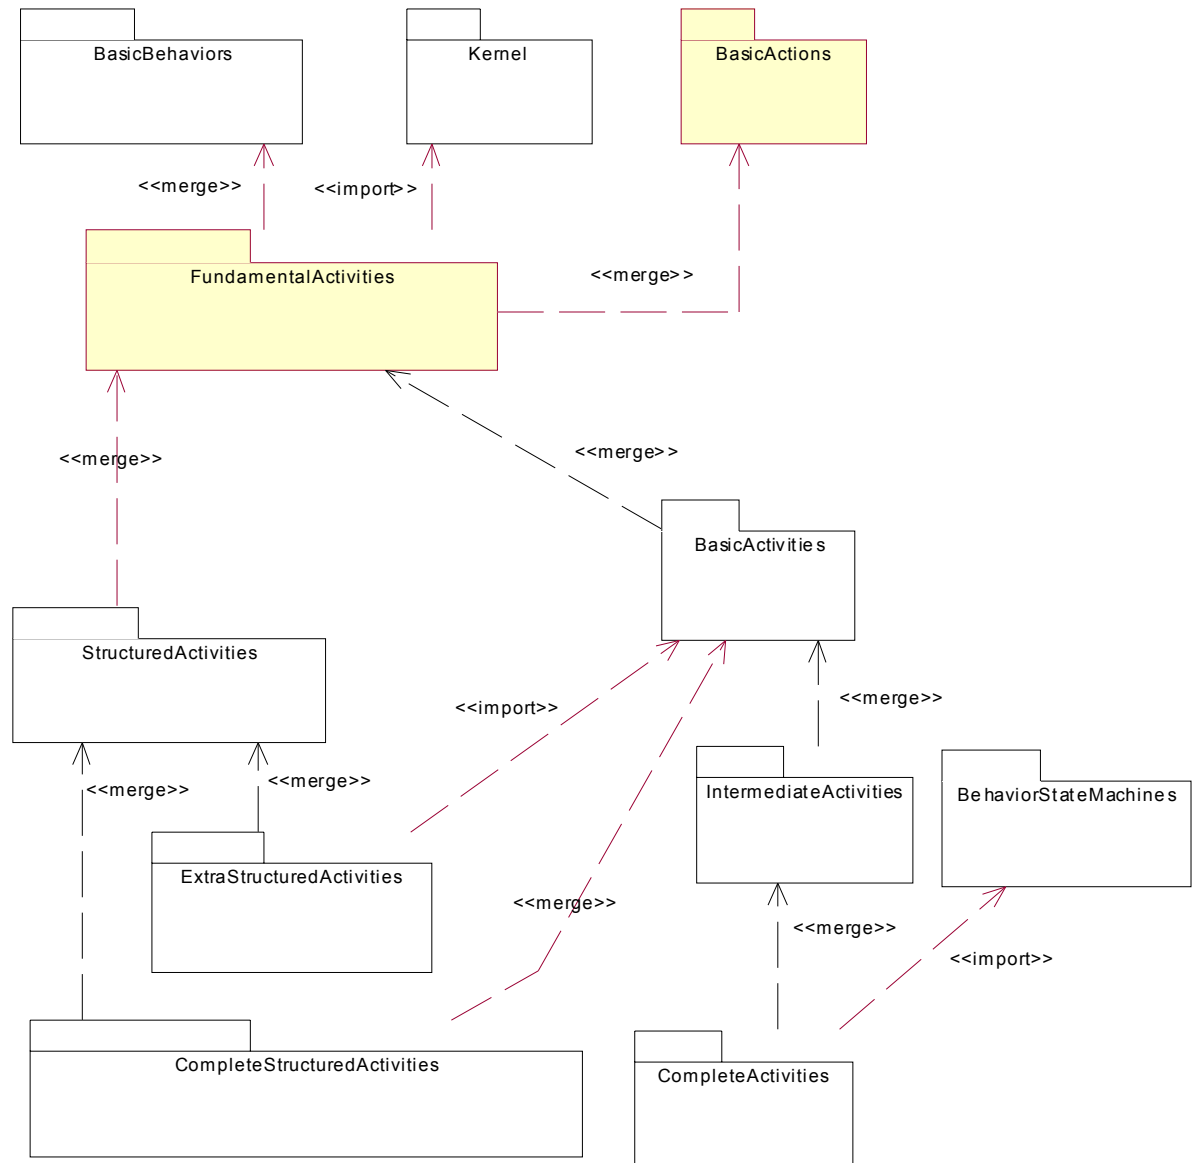 BasicBehaviors
Kernel
BasicActions
<<merge>>
<<import>>
<<merge>>
FundamentalActivities
<<merge>>
<<merge>>
BasicActivities
StructuredActivities
<<import>>
<<merge>>
<<merge>>
<<merge>>
IntermediateActivities
BehaviorStateMachines
ExtraStructuredActivities
<<merge>>
<<merge>>
<<import>>
CompleteStructuredActivities
CompleteActivities